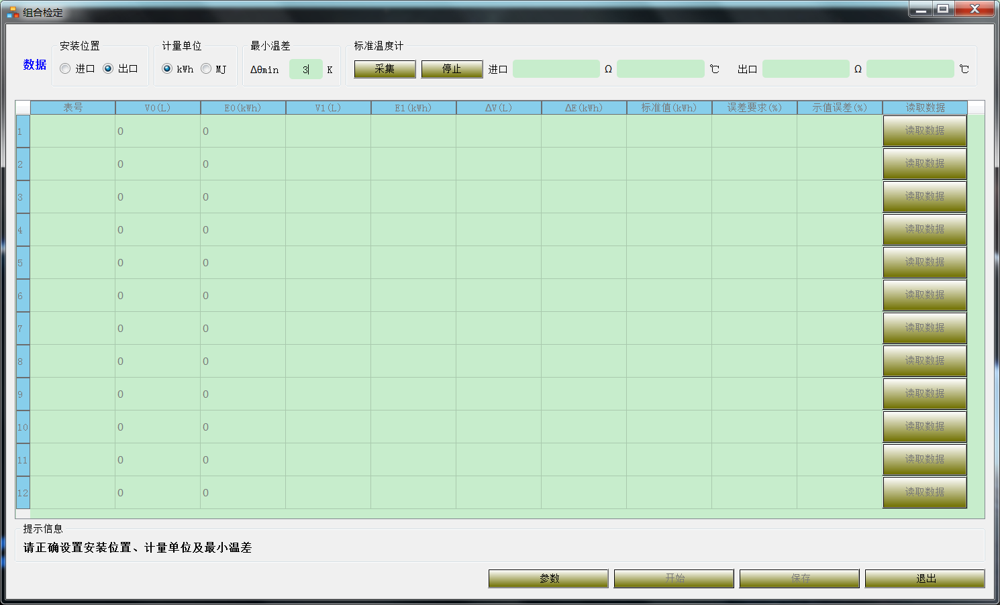 组合检定
数据
安装位置
进口 出口
计量单位
kWh MJ
最小温差
Δθmin 3 K
标准温度计
采集 停止 进口 Ω ℃ 出口 Ω ℃
表号 V0(L) E0(kWh) V1(L) E1(kWh) ΔV(L) ΔE(kWh) 标准值(kWh) 误差要求(%) 示值误差(%) 读取数据
1 0 0 读取数据
2 0 0 读取数据
3 0 0 读取数据
4 0 0 读取数据
5 0 0 读取数据
6 0 0 读取数据
7 0 0 读取数据
8 0 0 读取数据
9 0 0 读取数据
10 0 0 读取数据
11 0 0 读取数据
12 0 0 读取数据
提示信息
请正确设置安装位置、计量单位及最小温差
参数 开始 保存 退出